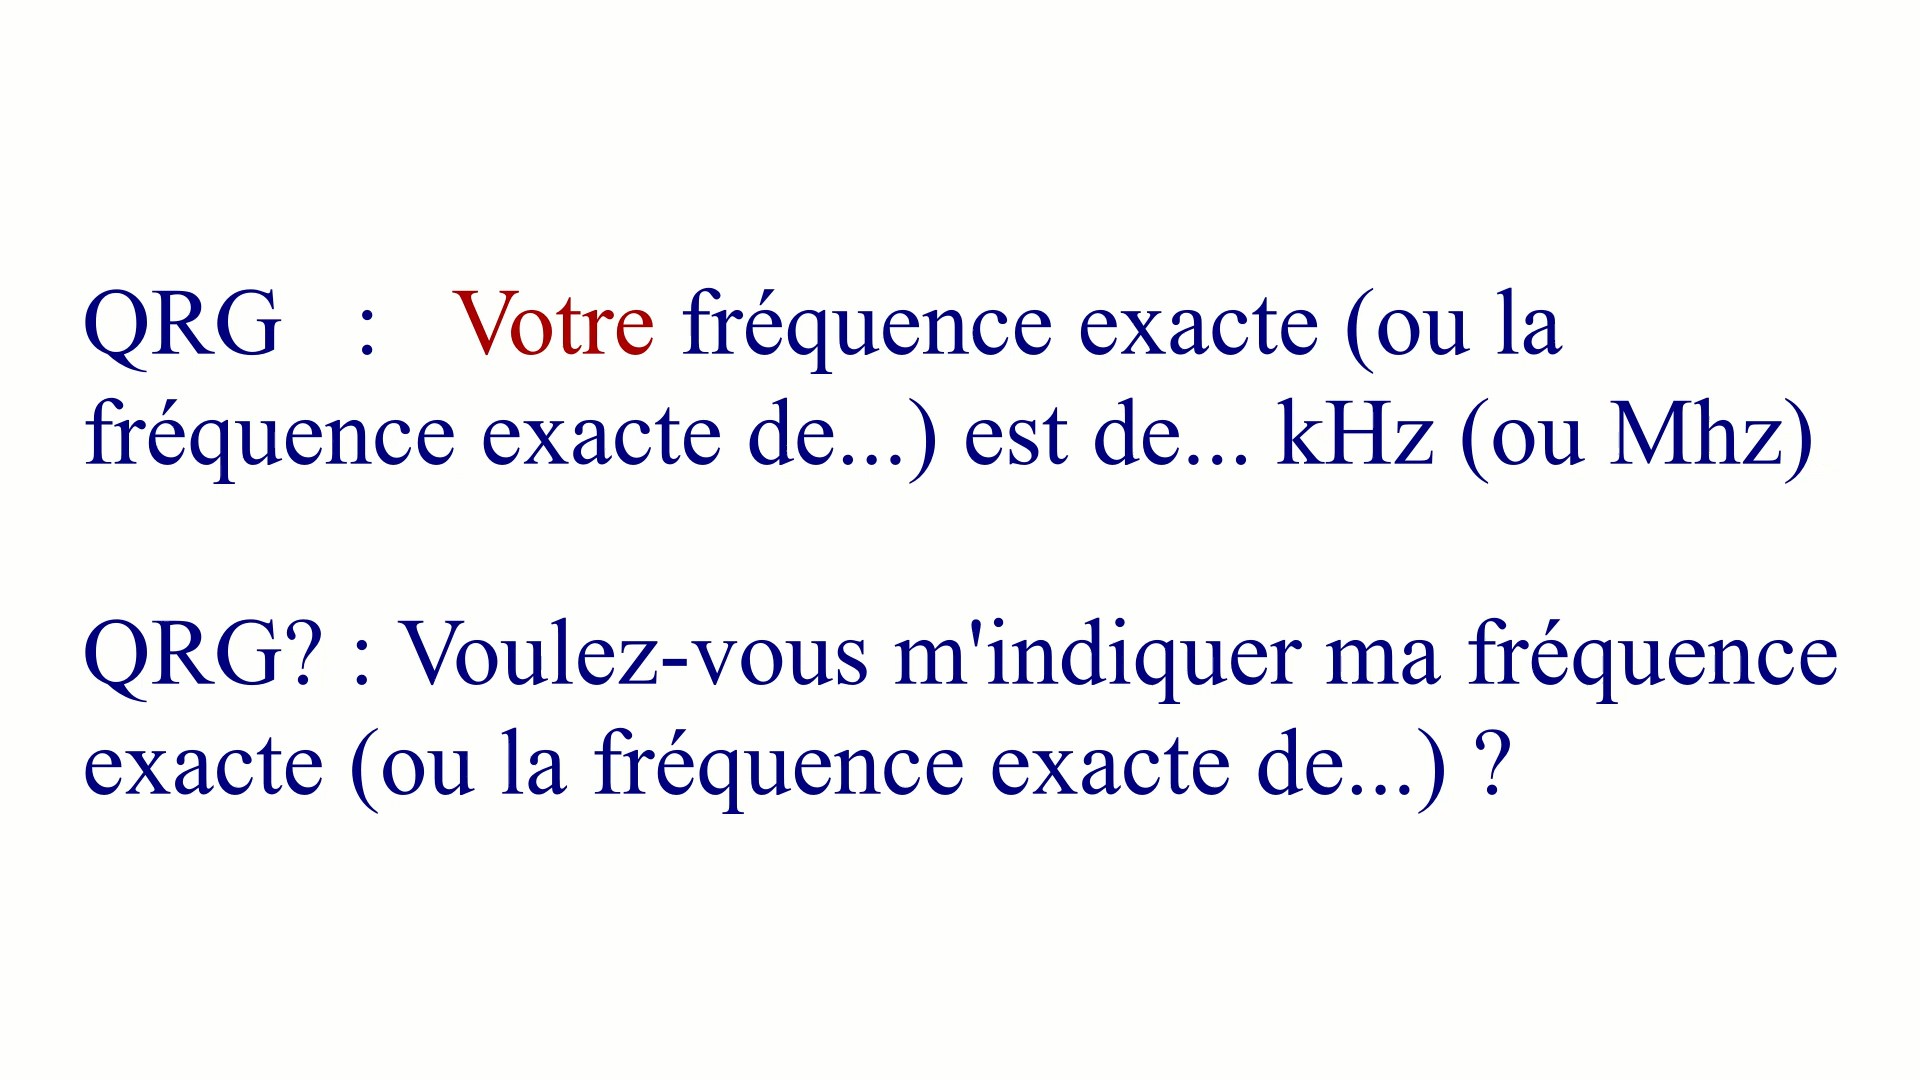 QRG : Votre fréquence exacte (ou la
fréquence exacte de...) est de... kHz (ou Mhz)
QRG? : Voulez-vous m'indiquer ma fréquence
exacte (ou la fréquence exacte de...) ?